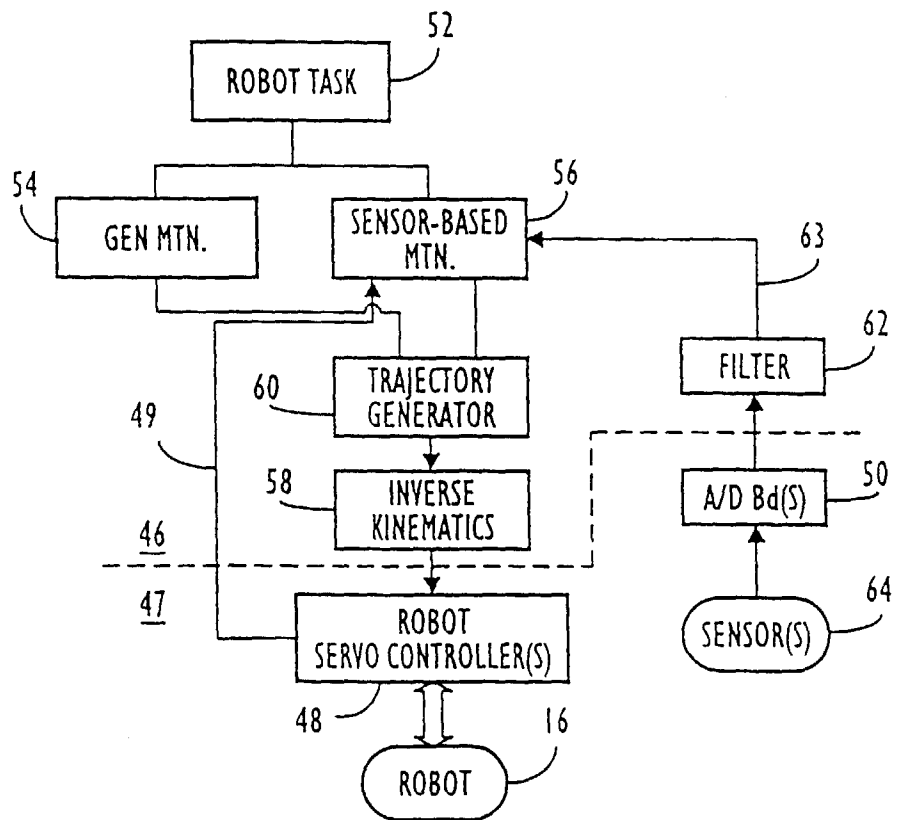 52
ROBOT TASK
54
GEN MTN.
56
SENSOR-BASED
MTN.
63
62
FILTER
60
TRAJECTORY
GENERATOR
49
58
INVERSE
KINEMATICS
50
A/D Bd(S)
46
47
64
SENSOR(S)
ROBOT
SERVO CONTROLLER(S)
48
16
ROBOT